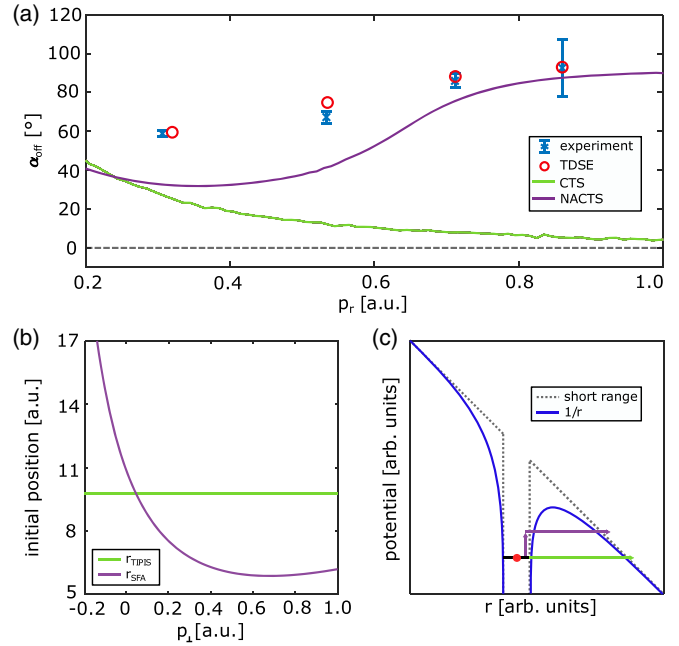 (a)
120
100
80
60
40
20
0
α_off [°]
experiment
TDSE
CTS
NACTS
0.2 0.4 0.6 0.8 1.0
p_r [a.u.]
(b)
17
14
11
8
5
initial position [a.u.]
r_TIPIS
r_SFA
-0.2 0 0.2 0.4 0.6 0.8 1.0
p_⊥[a.u.]
(c)
potential [arb. units]
short range
1/r
r [arb. units]